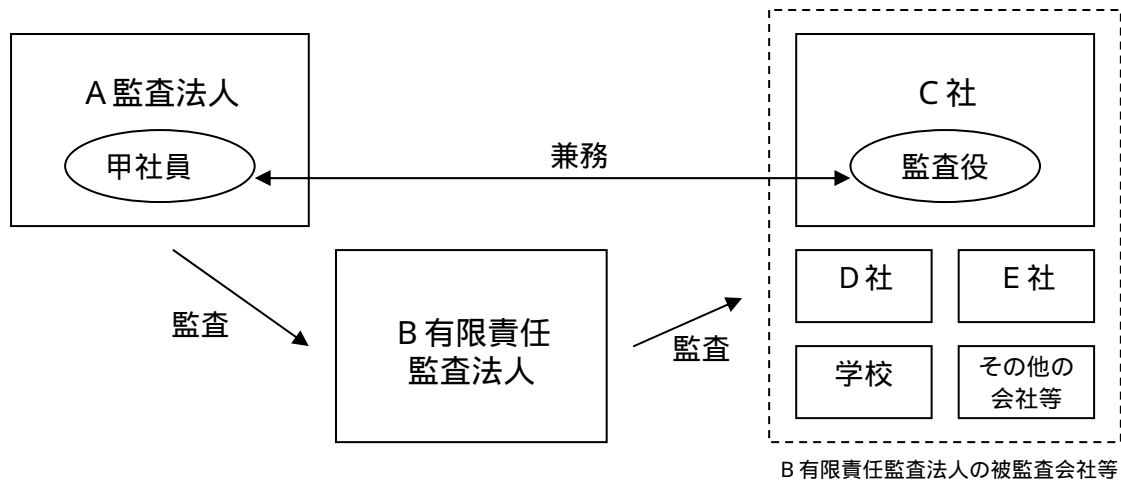 A監査法人
甲社員
兼務
C社
監査役
監査
B有限責任
監査法人
監査
D社
E社
学校
その他の
会社等
B有限責任監査法人の被監査会社等